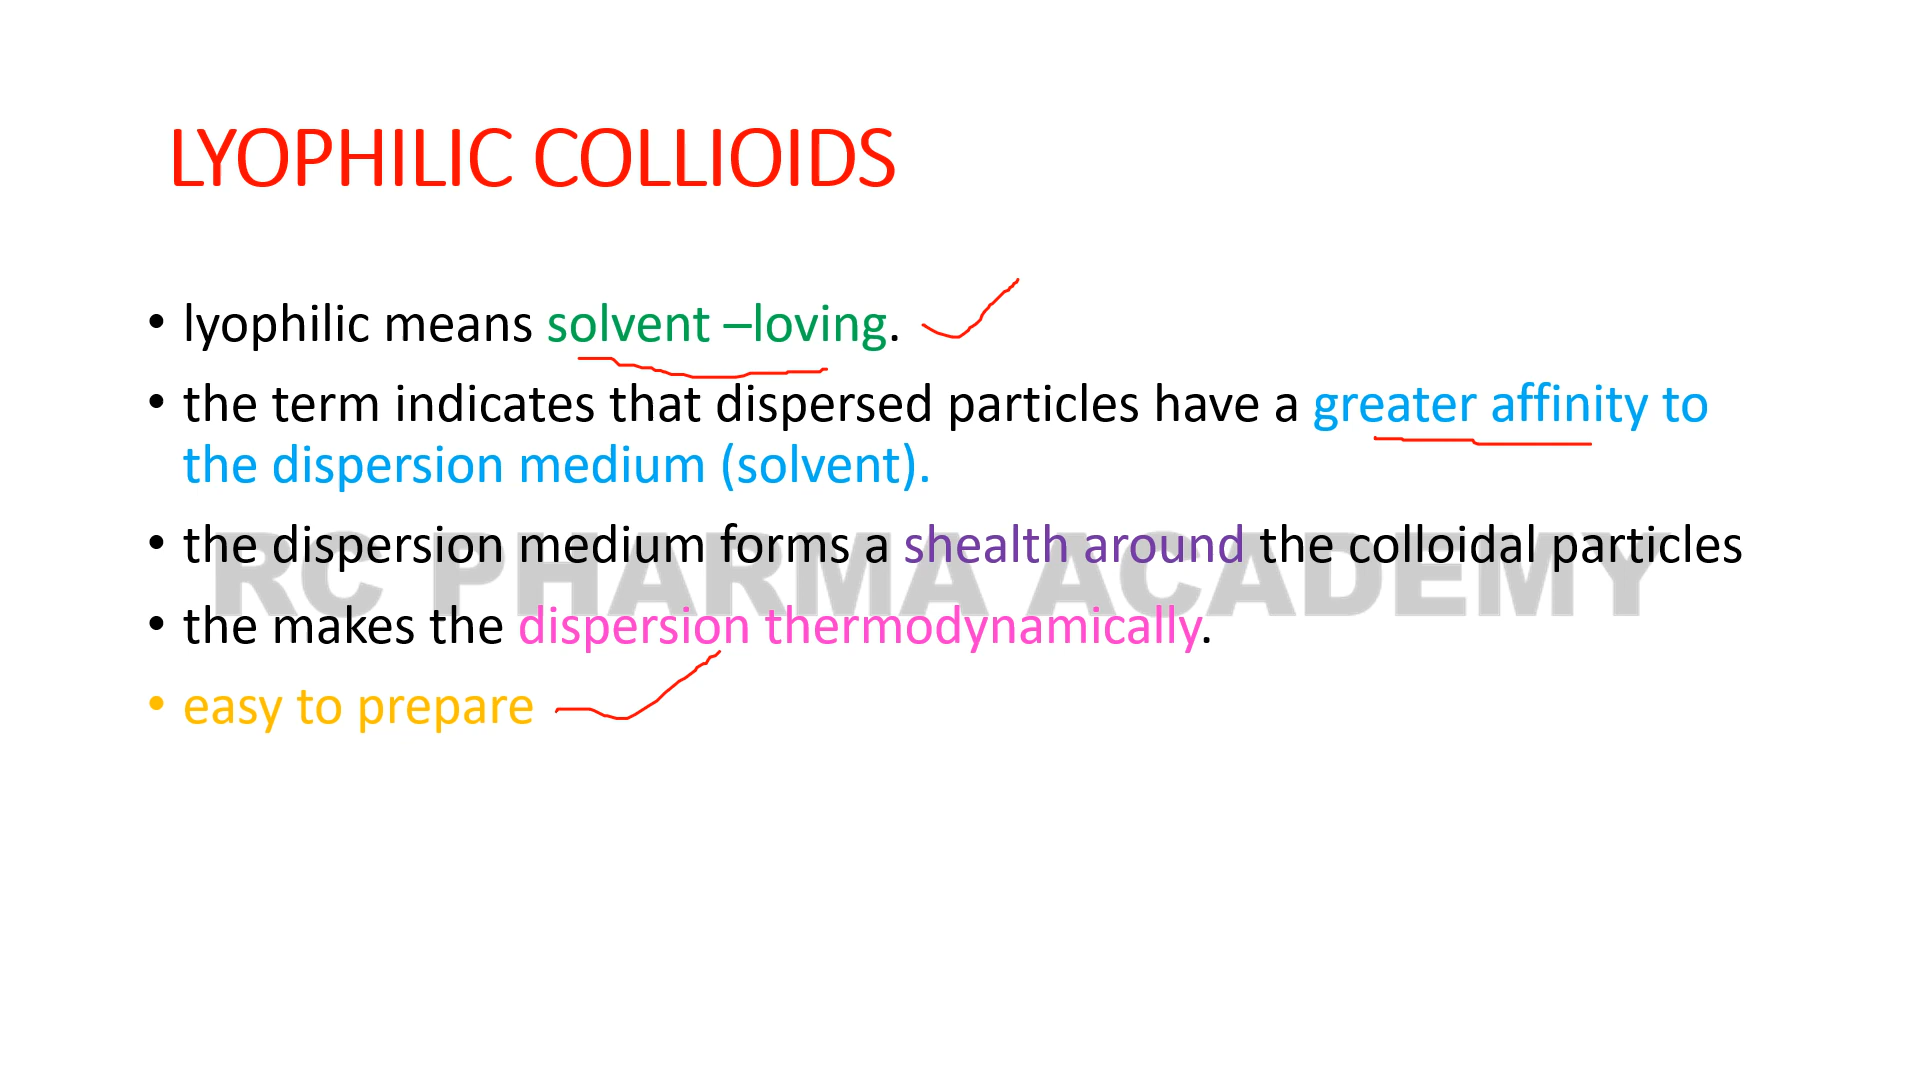 LYOPHILIC COLLIOIDS
• lyophilic means solvent –loving.
• the term indicates that dispersed particles have a greater affinity to
the dispersion medium (solvent).
• the dispersion medium forms a shealth around the colloidal particles
RC PHARMA ACADEMY
• the makes the dispersion thermodynamically.
• easy to prepare